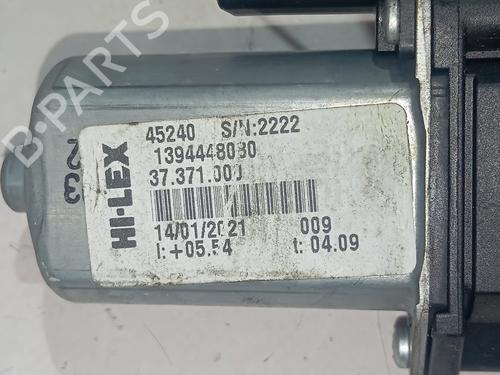 B-PARTS
HI-LEX
45240 S/N:2222
1394448080
37.371.000
14/01/2021 009
I:+05.54 t:04.09